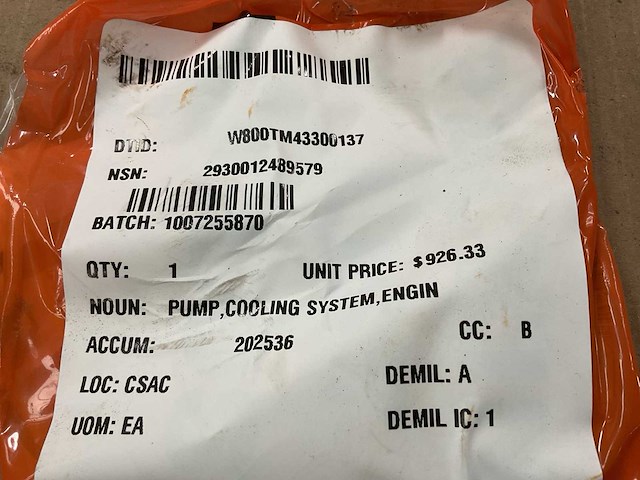 DTID: W800TM43300137
NSN: 2930012489579
BATCH: 1007255870
QTY: 1 UNIT PRICE: $926.33
NOUN: PUMP,COOLING SYSTEM,ENGIN
ACCUM: 202536 CC: B
LOC: CSAC DEMIL: A
UOM: EA DEMIL IC: 1